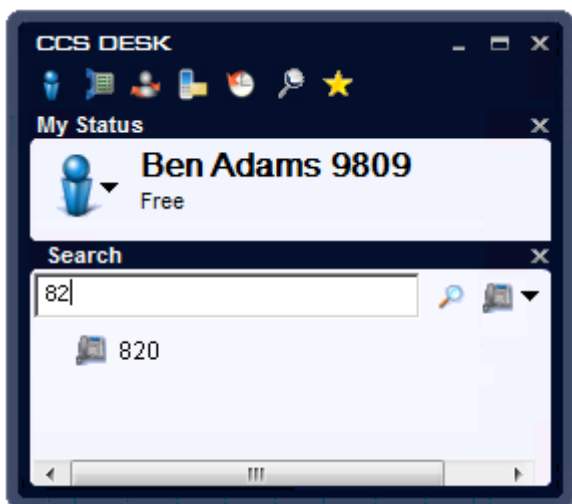 CCS DESK
My Status
Ben Adams 9809
Free
Search
82
820